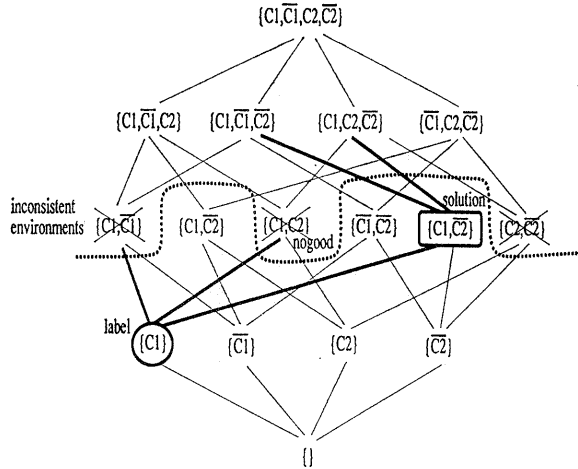 {C1,C̅1̅,C2,C̅2̅}
{C1,C̅1̅,C2} {C1,C̅1̅,C̅2̅} {C1,C2,C̅2̅} {C̅1̅,C2,C̅2̅}
solution
inconsistent
environments {C1,C̅1̅} {C1,C̅2̅} {C1,C2} {C̅1̅,C̅2̅} {C1,C̅2̅} {C2,C̅2̅}
nogood
label
{C1} {C̅1̅} {C2} {C̅2̅}
{}